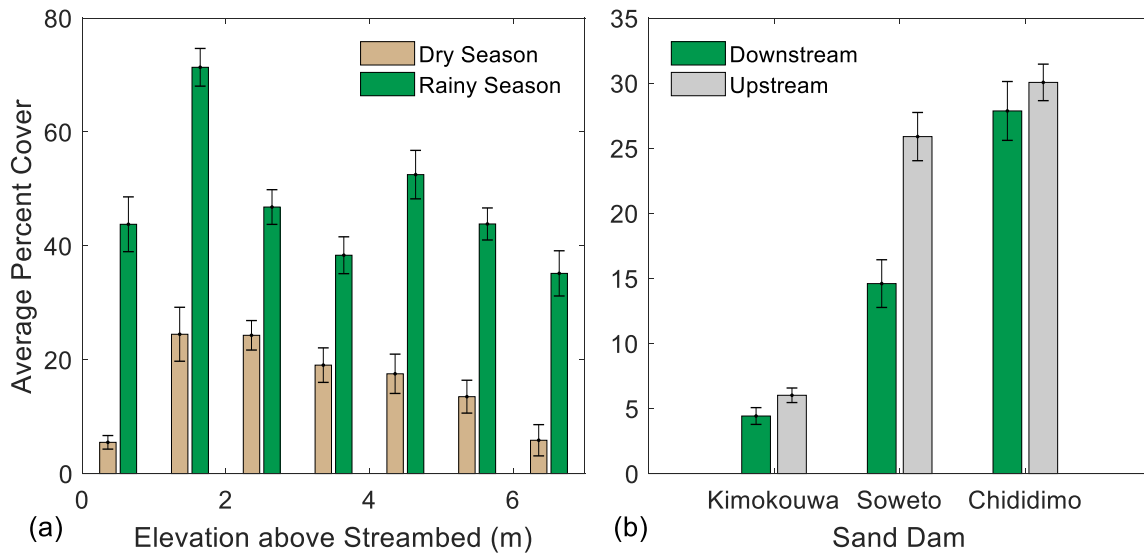 80
60
40
20
0
Average Percent Cover
Dry Season
Rainy Season
0 2 4 6
(a)
Elevation above Streambed (m)
35
30
25
20
15
10
5
0
Downstream
Upstream
Kimokouwa Soweto Chididimo
(b)
Sand Dam